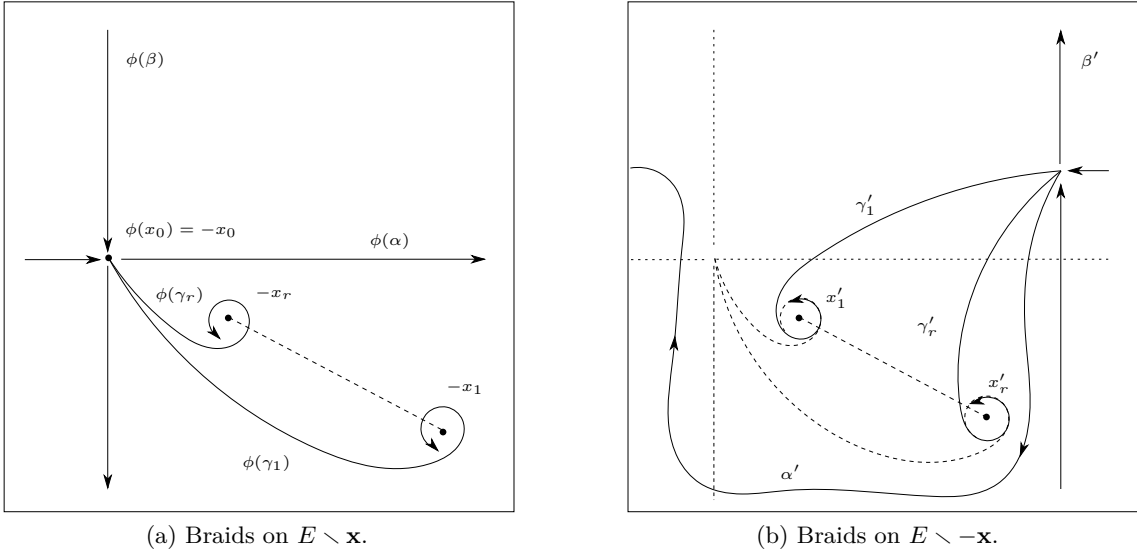 ϕ(β)
ϕ(x₀) = −x₀
ϕ(α)
ϕ(γᵣ)
−xᵣ
−x₁
ϕ(γ₁)
(a) Braids on E ∖ 𝐱.
β′
γ′₁
x′₁
γ′ᵣ
x′ᵣ
α′
(b) Braids on E ∖ −𝐱.